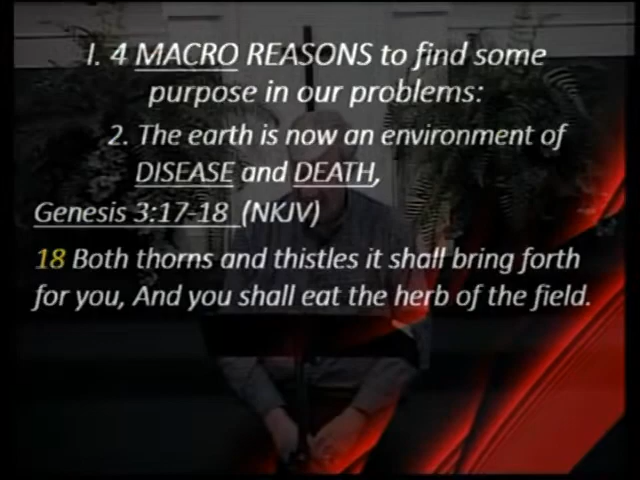 I. 4 MACRO REASONS to find some
purpose in our problems:
2. The earth is now an environment of
DISEASE and DEATH,
Genesis 3:17-18 (NKJV)
18 Both thorns and thistles it shall bring forth
for you, And you shall eat the herb of the field.